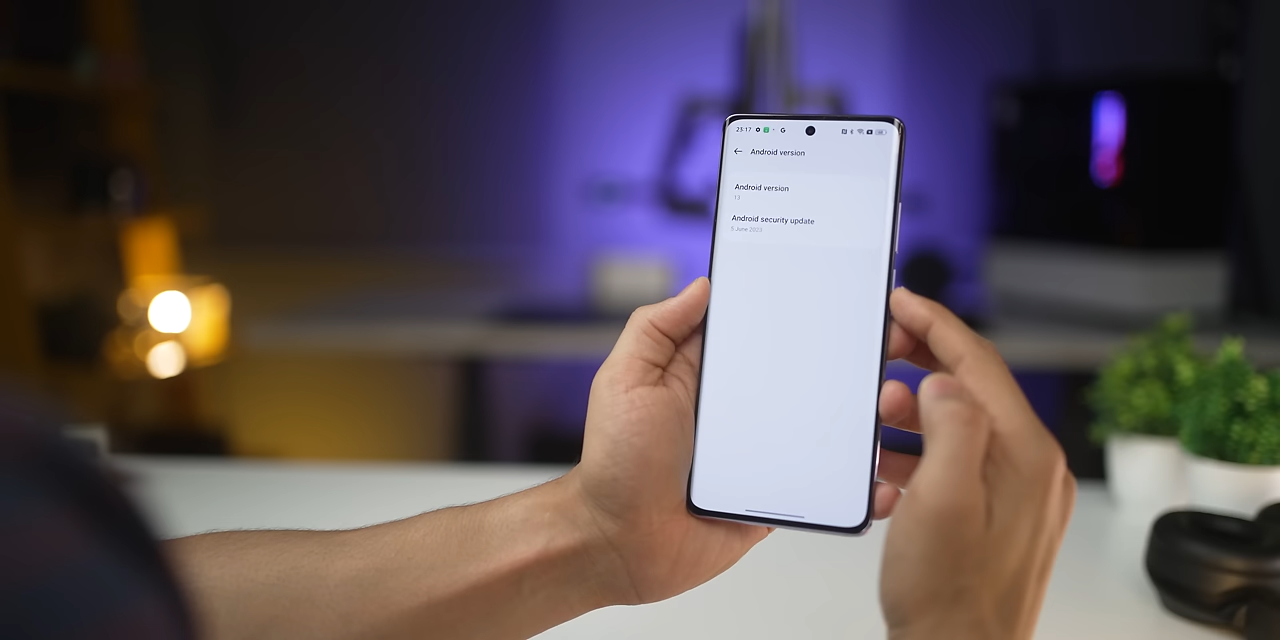 23:17
Android version
Android version
13
Android security update
5 June 2023